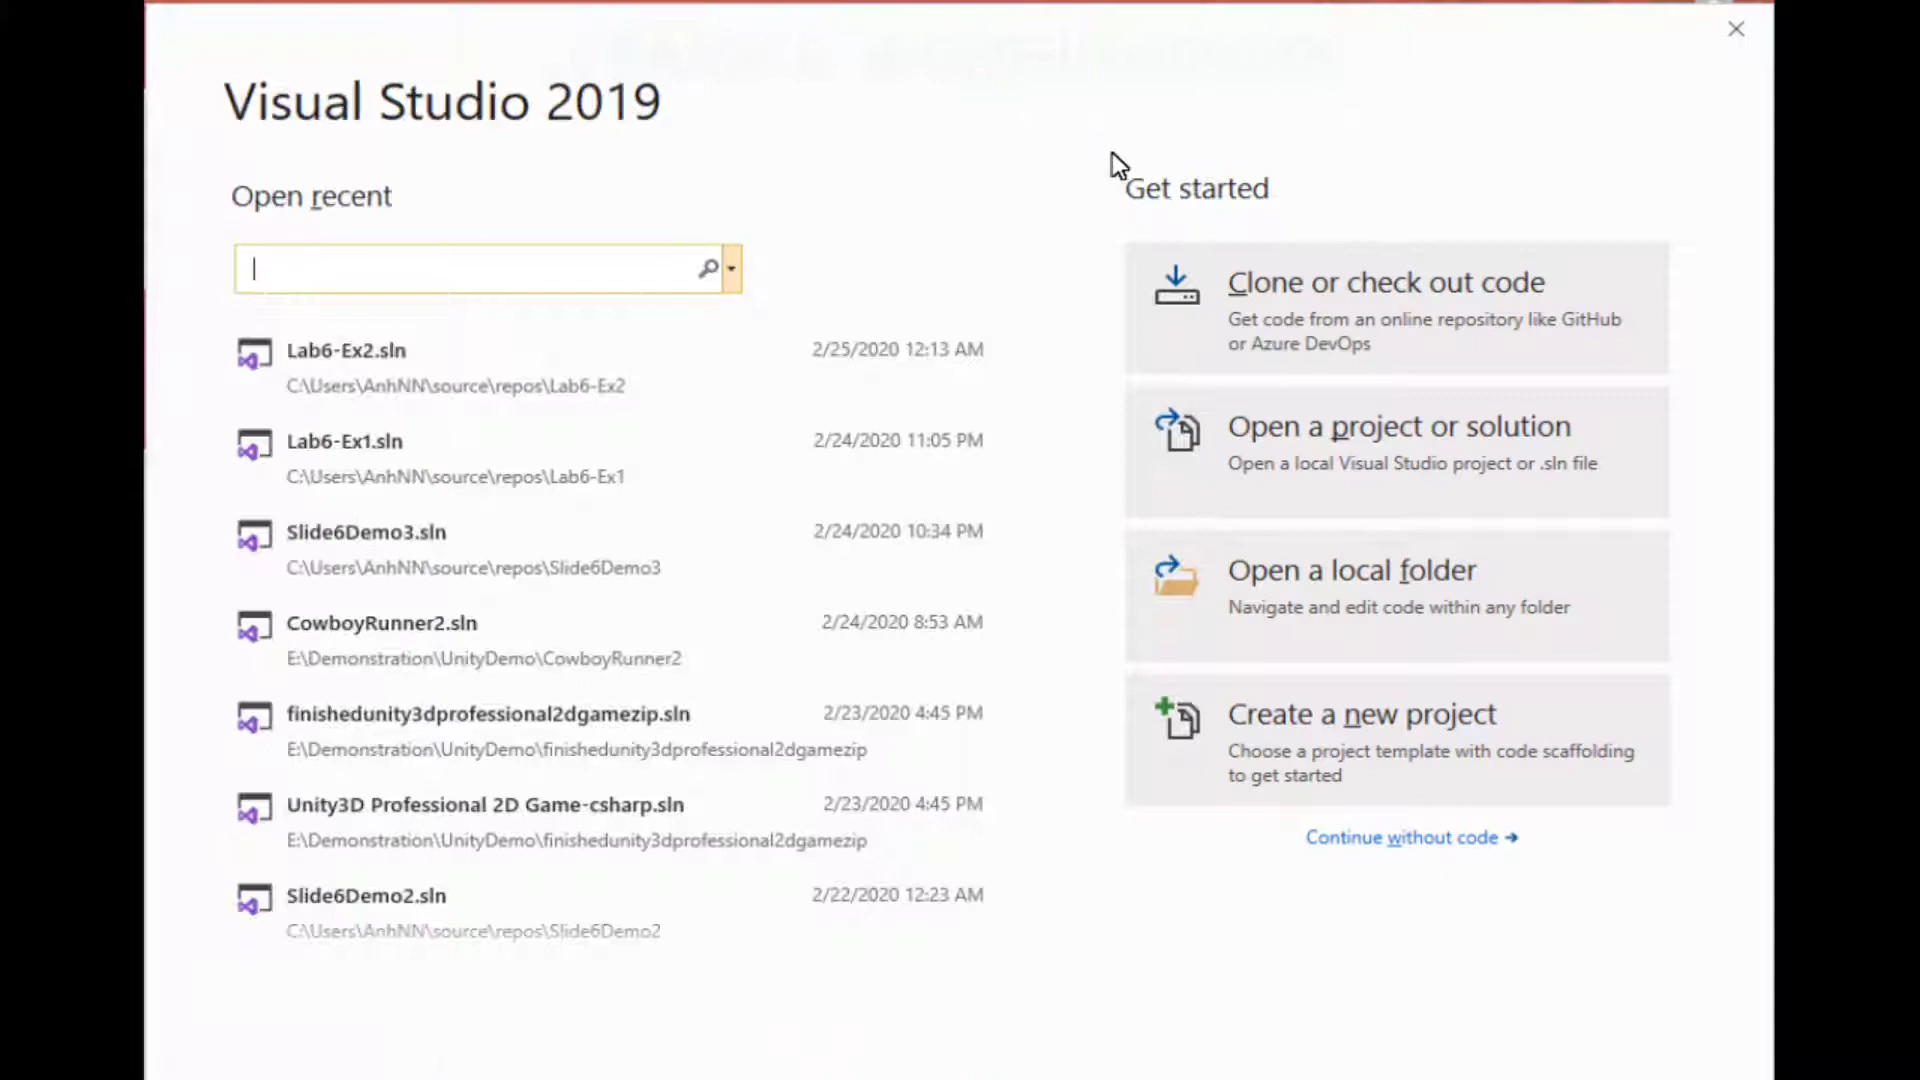 Visual Studio 2019
Open recent
Lab6-Ex2.sln 2/25/2020 12:13 AM
C:\Users\AnhNN\source\repos\Lab6-Ex2
Lab6-Ex1.sln 2/24/2020 11:05 PM
C:\Users\AnhNN\source\repos\Lab6-Ex1
Slide6Demo3.sln 2/24/2020 10:34 PM
C:\Users\AnhNN\source\repos\Slide6Demo3
CowboyRunner2.sln 2/24/2020 8:53 AM
E:\Demonstration\UnityDemo\CowboyRunner2
finishedunity3dprofessional2dgamezip.sln 2/23/2020 4:45 PM
E:\Demonstration\UnityDemo\finishedunity3dprofessional2dgamezip
Unity3D Professional 2D Game-csharp.sln 2/23/2020 4:45 PM
E:\Demonstration\UnityDemo\finishedunity3dprofessional2dgamezip
Slide6Demo2.sln 2/22/2020 12:23 AM
C:\Users\AnhNN\source\repos\Slide6Demo2
Get started
Clone or check out code
Get code from an online repository like GitHub
or Azure DevOps
Open a project or solution
Open a local Visual Studio project or .sln file
Open a local folder
Navigate and edit code within any folder
Create a new project
Choose a project template with code scaffolding
to get started
Continue without code →